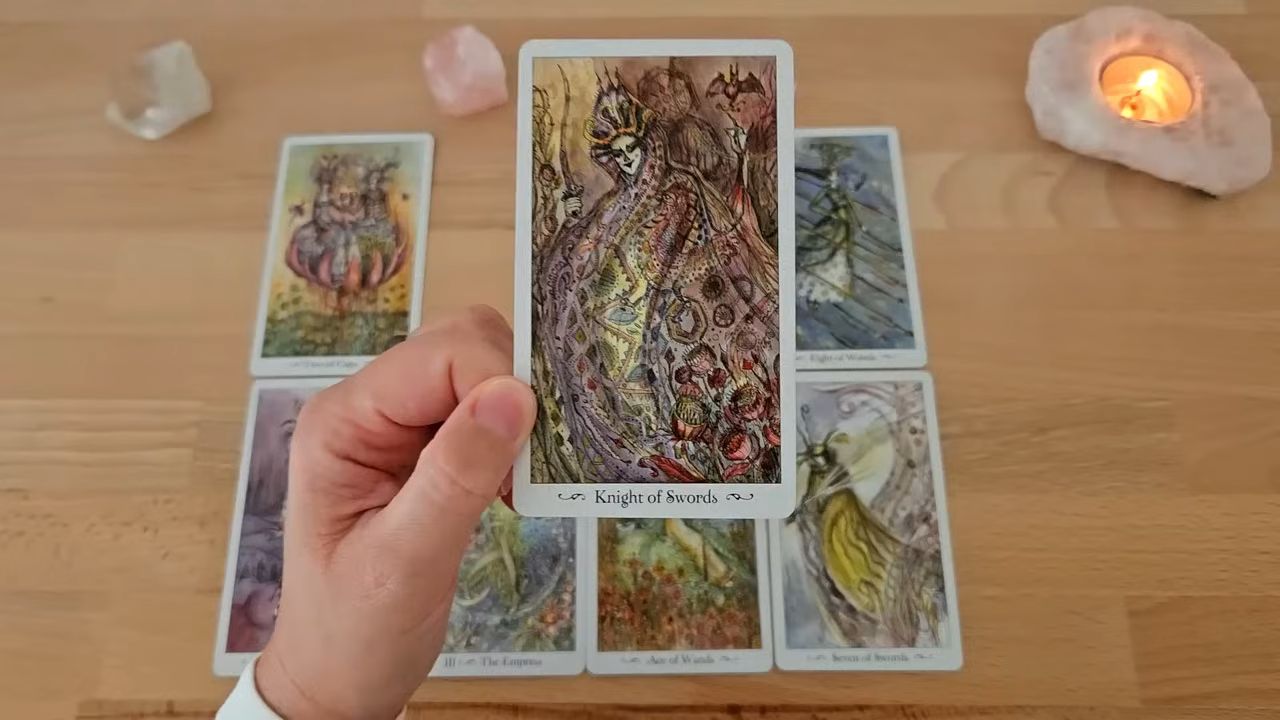 Knight of Swords
Eight of Wands
III The Empress
Ace of Wands
Seven of Swords